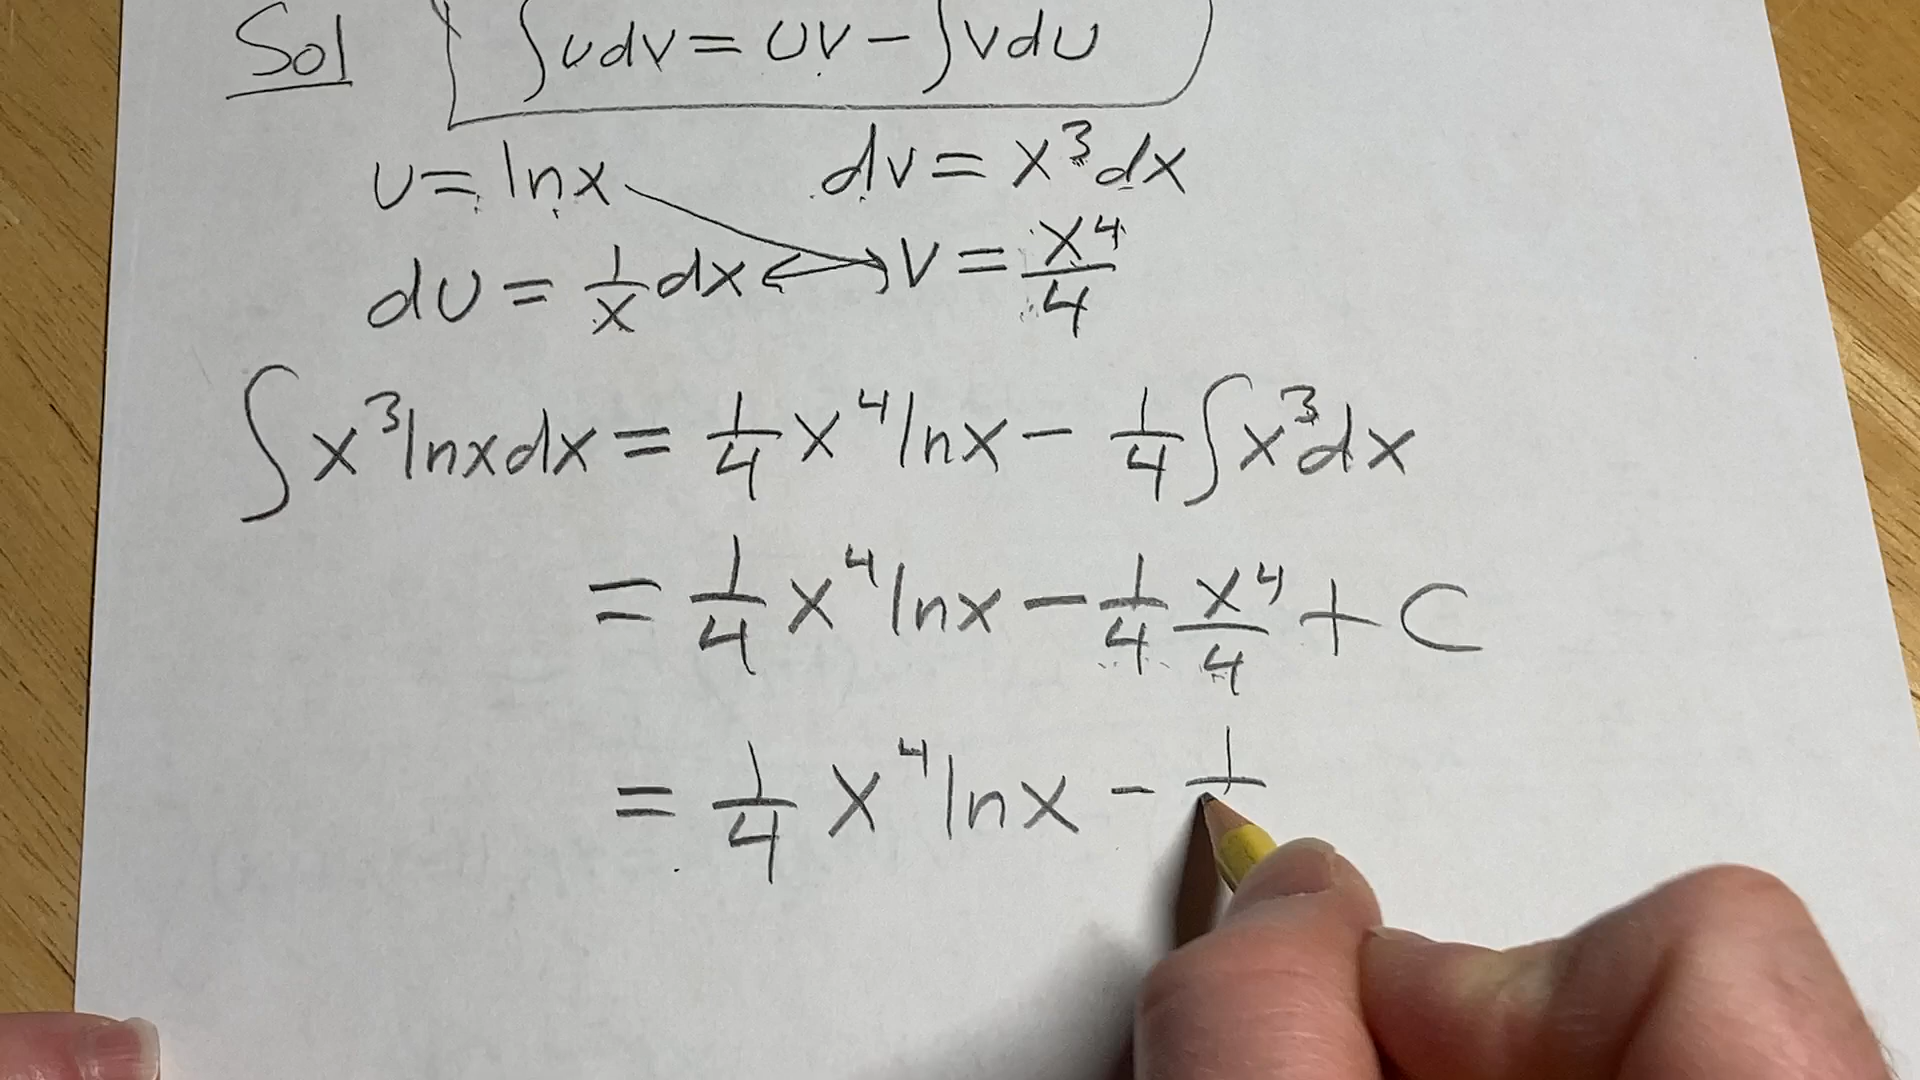 Sol ∫udv = uv - ∫vdu
u = lnx dv = x³dx
du = 1/x dx v = x⁴/4
∫x³lnxdx = 1/4 x⁴lnx - 1/4 ∫x³dx
= 1/4 x⁴lnx - 1/4 x⁴/4 + C
= 1/4 x⁴lnx - 1/